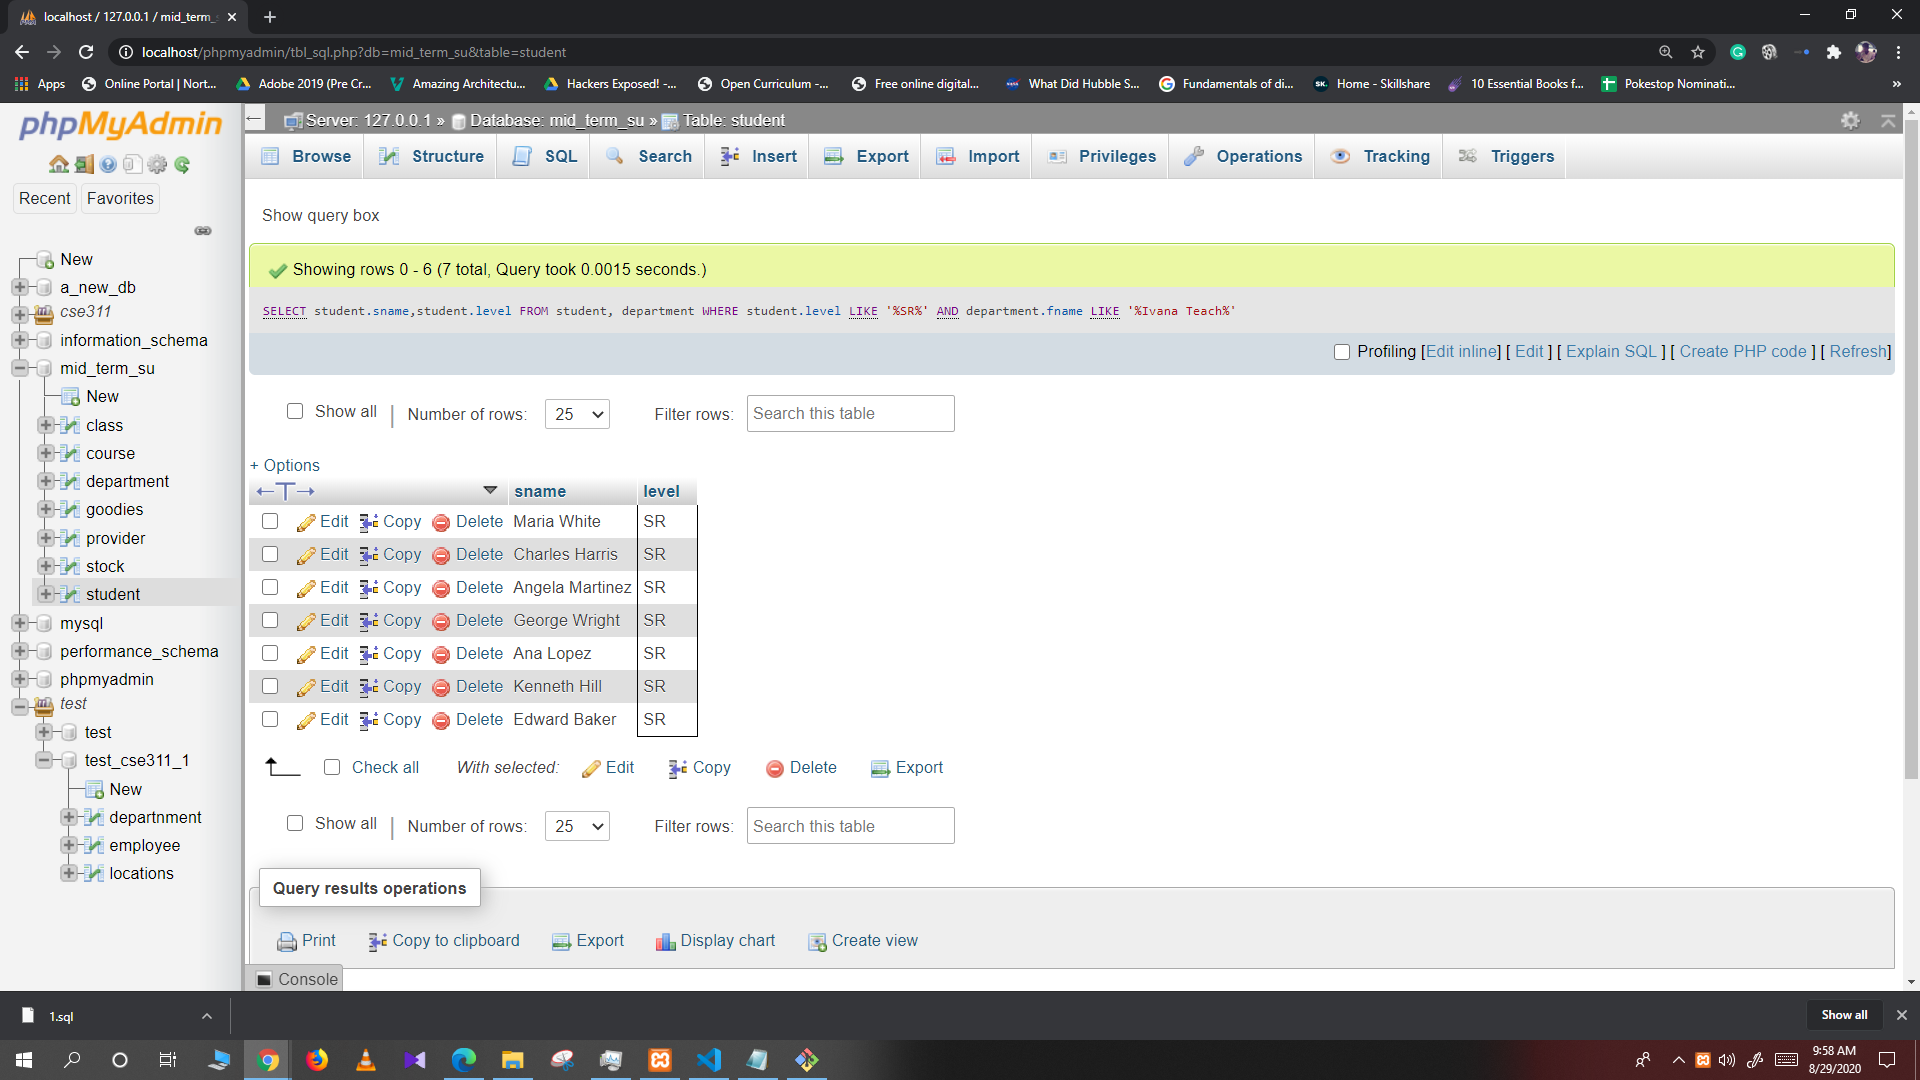 localhost / 127.0.0.1 / mid_term_s
localhost/phpmyadmin/tbl_sql.php?db=mid_term_su&table=student
Apps
Online Portal | Nort...
Adobe 2019 (Pre Cr...
Amazing Architectu...
Hackers Exposed! -...
Open Curriculum -...
Free online digital...
What Did Hubble S...
Fundamentals of di...
SK.
Home - Skillshare
10 Essential Books f...
Pokestop Nominati...
»
phpMyAdmin
Recent Favorites
New
a_new_db
cse311
information_schema
mid_term_su
New
class
course
department
goodies
provider
stock
student
mysql
performance_schema
phpmyadmin
test
test
test_cse311_1
New
departnment
employee
locations
Server: 127.0.0.1 » Database: mid_term_su » Table: student
Browse Structure SQL Search Insert Export Import Privileges Operations Tracking Triggers
Show query box
Showing rows 0 - 6 (7 total, Query took 0.0015 seconds.)
SELECT student.sname,student.level FROM student, department WHERE student.level LIKE '%SR%' AND department.fname LIKE '%Ivana Teach%'
Profiling [Edit inline] [ Edit ] [ Explain SQL ] [ Create PHP code ] [ Refresh]
Show all | Number of rows: 25 Filter rows: Search this table
+ Options
←T→ sname level
Edit Copy Delete Maria White SR
Edit Copy Delete Charles Harris SR
Edit Copy Delete Angela Martinez SR
Edit Copy Delete George Wright SR
Edit Copy Delete Ana Lopez SR
Edit Copy Delete Kenneth Hill SR
Edit Copy Delete Edward Baker SR
Check all With selected: Edit Copy Delete Export
Show all | Number of rows: 25 Filter rows: Search this table
Query results operations
Print Copy to clipboard Export Display chart Create view
Console
1.sql
Show all
9:58 AM
8/29/2020